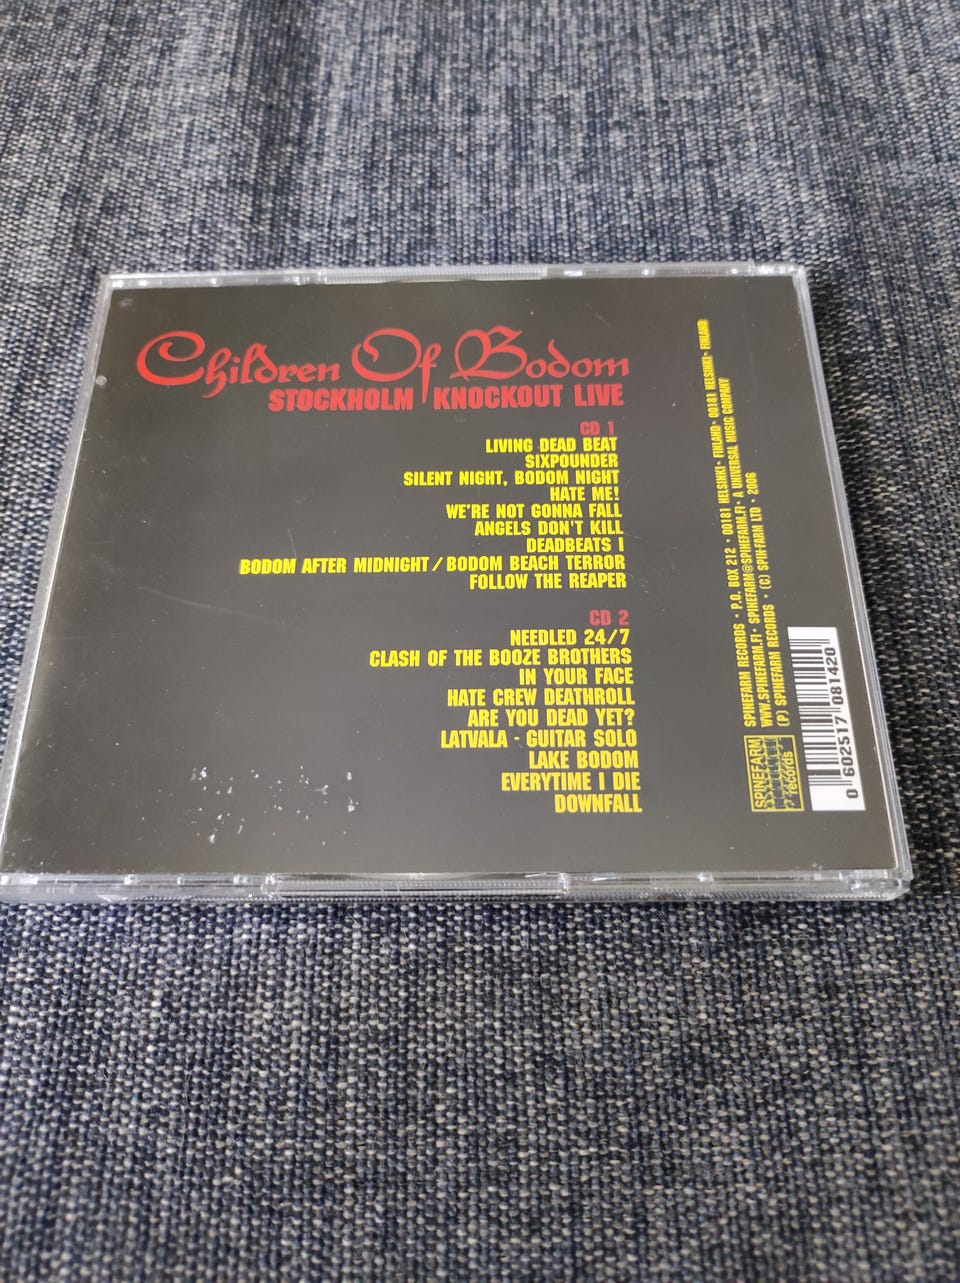 Children Of Bodom
STOCKHOLM KNOCKOUT LIVE
CD 1
LIVING DEAD BEAT
SIXPOUNDER
SILENT NIGHT, BODOM NIGHT
HATE ME!
WE'RE NOT GONNA FALL
ANGELS DON'T KILL
DEADBEATS I
BODOM AFTER MIDNIGHT / BODOM BEACH TERROR
FOLLOW THE REAPER
CD 2
NEEDLED 24/7
CLASH OF THE BOOZE BROTHERS
IN YOUR FACE
HATE CREW DEATHROLL
ARE YOU DEAD YET?
LATVALA - GUITAR SOLO
LAKE BODOM
EVERYTIME I DIE
DOWNFALL
SPINEFARM RECORDS · P.O. BOX 212 · 00181 HELSINKI · FINLAND · 00181 HELSINKI · FINLAND
WWW.SPINEFARM.FI · SPINEFARM@SPINEFARM.FI · A UNIVERSAL MUSIC COMPANY
(P) SPINEFARM RECORDS · (C) SPIN-FARM LTD · 2006
SPINEFARM
records
0 602517 081420